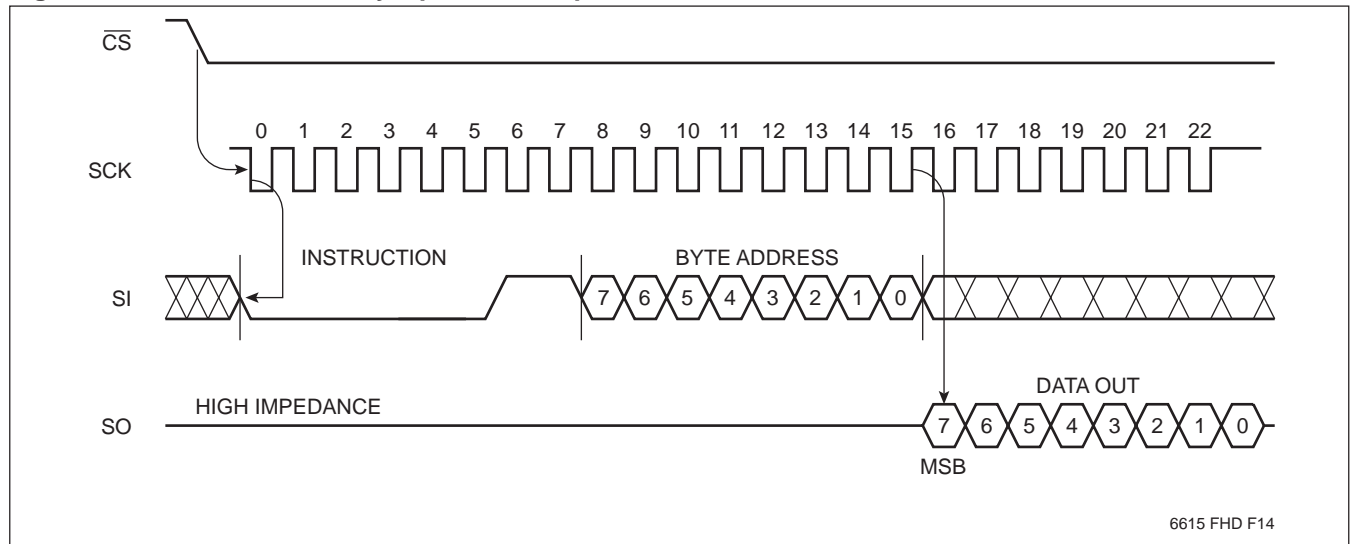 CS
0 1 2 3 4 5 6 7 8 9 10 11 12 13 14 15 16 17 18 19 20 21 22
SCK
INSTRUCTION
BYTE ADDRESS
SI
7 6 5 4 3 2 1 0
DATA OUT
HIGH IMPEDANCE
SO
7 6 5 4 3 2 1 0
MSB
6615 FHD F14